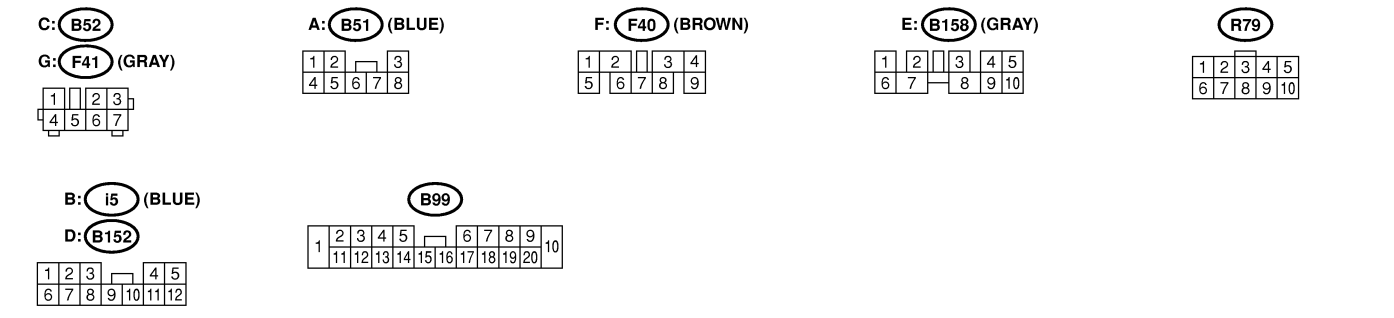 C: B52
G: F41 (GRAY)
1 2 3
4 5 6 7
A: B51 (BLUE)
1 2 3
4 5 6 7 8
F: F40 (BROWN)
1 2 3 4
5 6 7 8 9
E: B158 (GRAY)
1 2 3 4 5
6 7 8 9 10
R79
1 2 3 4 5
6 7 8 9 10
B: i5 (BLUE)
D: B152
1 2 3 4 5
6 7 8 9 10 11 12
B99
1 2 3 4 5 6 7 8 9 10
11 12 13 14 15 16 17 18 19 20